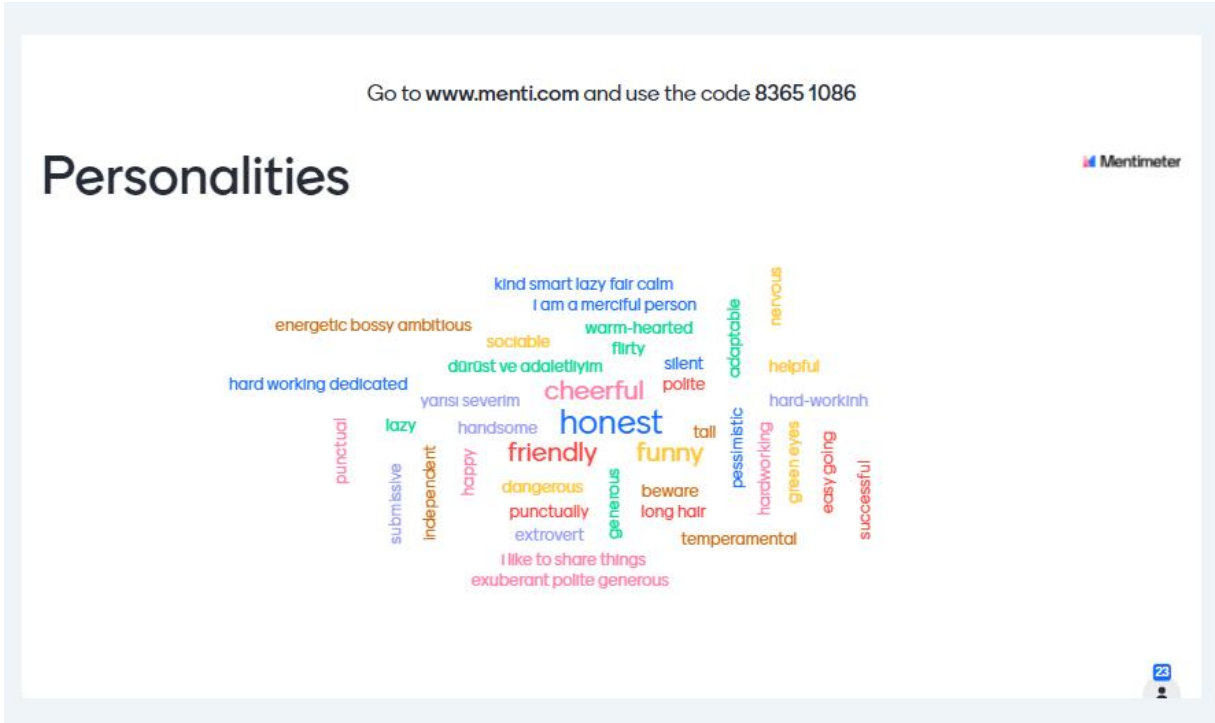 Go to www.menti.com and use the code 8365 1086
Personalities
Mentimeter
nervous
kind smart lazy fair calm
i am a merciful person
adaptable
energetic bossy ambitious
warm-hearted
sociable
flirty
dürüst ve adaletliyim
silent
helpful
hard working dedicated
cheerful
polite
yarısı severim
hard-workinh
honest
pessimistic
punctual
lazy
handsome
tall
hardworking
green eyes
easy going
friendly
funny
independent
happy
submissive
successful
dangerous
generous
beware
punctually
long hair
extrovert
temperamental
i like to share things
exuberant polite generous
23